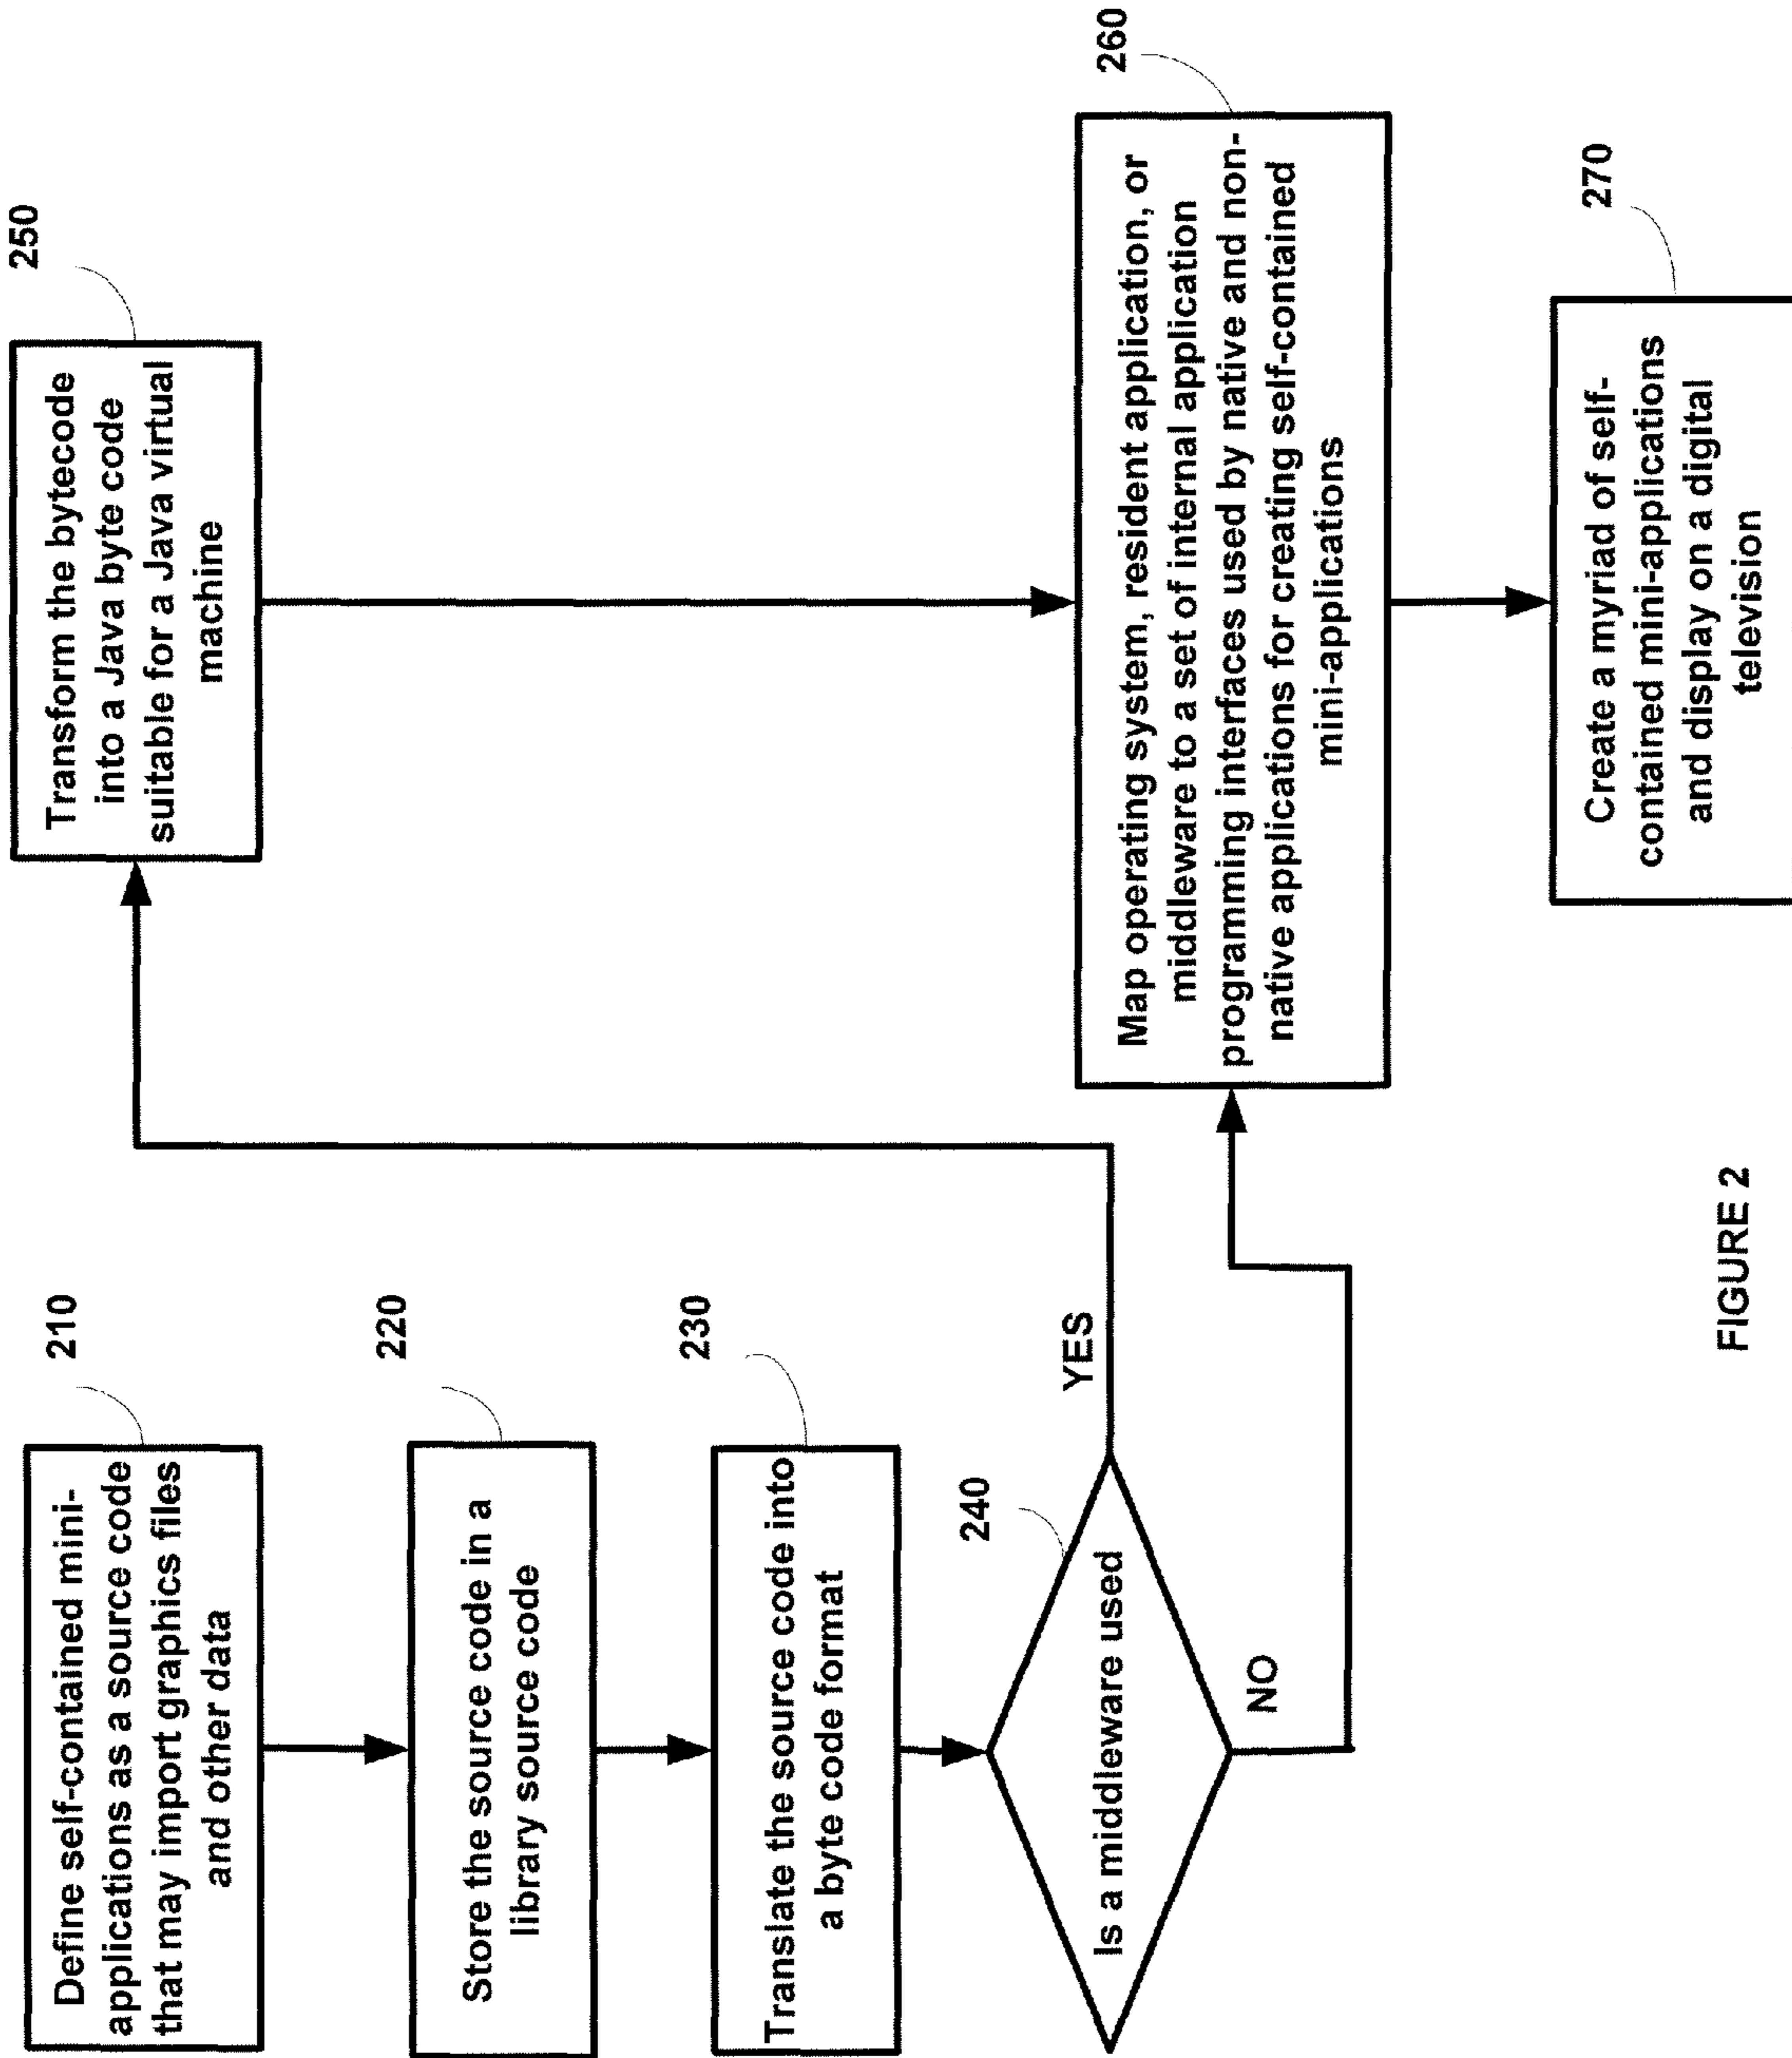 210
Define self-contained mini-
applications as a source code
that may import graphics files
and other data
220
Store the source code in a
library source code
230
Translate the source code into
a byte code format
240
Is a middleware used
YES
NO
250
Transform the bytecode
into a Java byte code
suitable for a Java virtual
machine
260
Map operating system, resident application, or
middleware to a set of internal application
programming interfaces used by native and non-
native applications for creating self-contained
mini-applications
270
Create a myriad of self-
contained mini-applications
and display on a digital
television
FIGURE 2